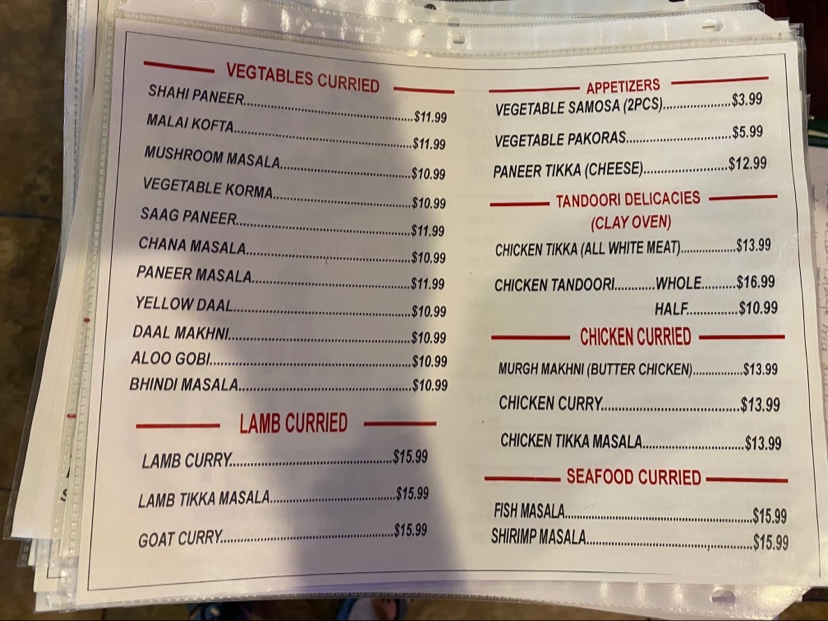 VEGTABLES CURRIED
SHAHI PANEER $11.99
MALAI KOFTA $11.99
MUSHROOM MASALA $10.99
VEGETABLE KORMA $10.99
SAAG PANEER $11.99
CHANA MASALA $10.99
PANEER MASALA $11.99
YELLOW DAAL $10.99
DAAL MAKHNI $10.99
ALOO GOBI $10.99
BHINDI MASALA $10.99
LAMB CURRIED
LAMB CURRY $15.99
LAMB TIKKA MASALA $15.99
GOAT CURRY $15.99
APPETIZERS
VEGETABLE SAMOSA (2PCS) $3.99
VEGETABLE PAKORAS $5.99
PANEER TIKKA (CHEESE) $12.99
TANDOORI DELICACIES
(CLAY OVEN)
CHICKEN TIKKA (ALL WHITE MEAT) $13.99
CHICKEN TANDOORI WHOLE $16.99
HALF $10.99
CHICKEN CURRIED
MURGH MAKHNI (BUTTER CHICKEN) $13.99
CHICKEN CURRY $13.99
CHICKEN TIKKA MASALA $13.99
SEAFOOD CURRIED
FISH MASALA $15.99
SHIRIMP MASALA $15.99